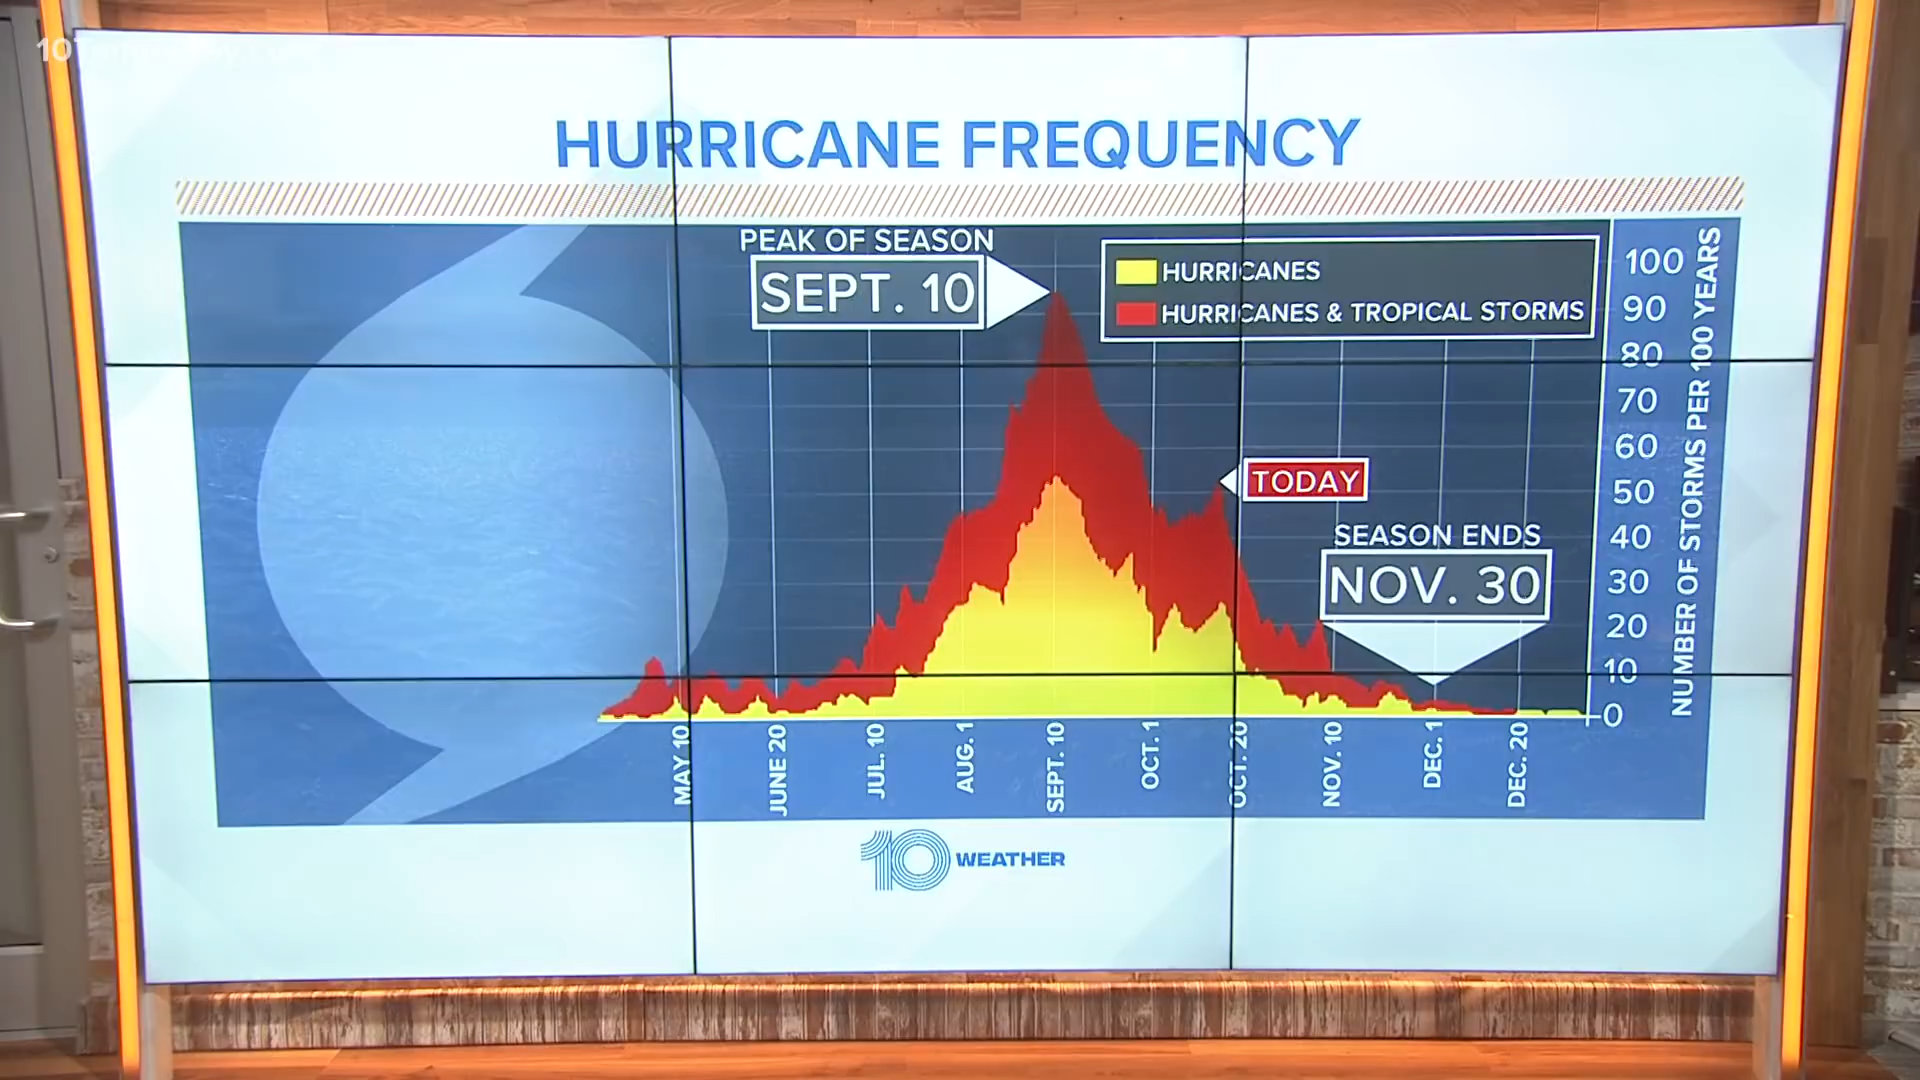 HURRICANE FREQUENCY
PEAK OF SEASON
SEPT. 10
HURRICANES
HURRICANES & TROPICAL STORMS
TODAY
SEASON ENDS
NOV. 30
100
90
80
70
60
50
40
30
20
10
0
NUMBER OF STORMS PER 100 YEARS
MAY 10
JUNE 20
JUL. 10
AUG. 1
SEPT. 10
OCT. 1
OCT. 20
NOV. 10
DEC. 1
DEC. 20
10 WEATHER